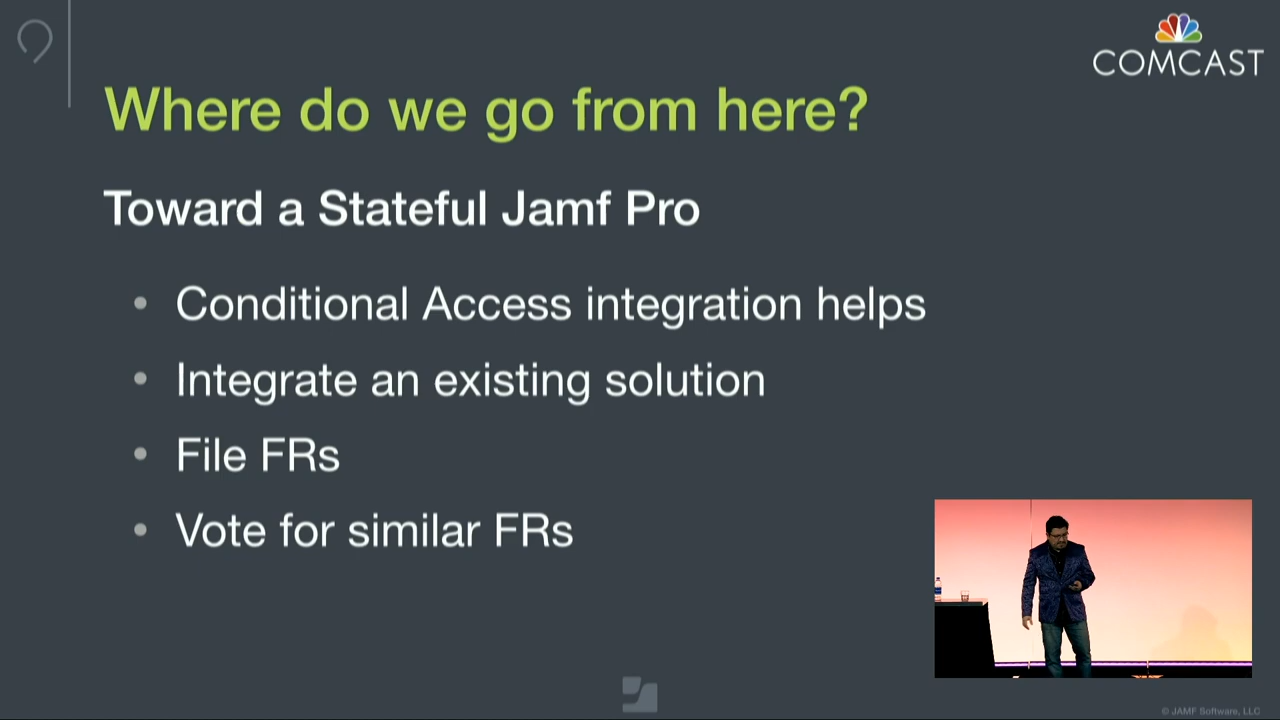 COMCAST
Where do we go from here?
Toward a Stateful Jamf Pro
• Conditional Access integration helps
• Integrate an existing solution
• File FRs
• Vote for similar FRs
© JAMF Software, LLC